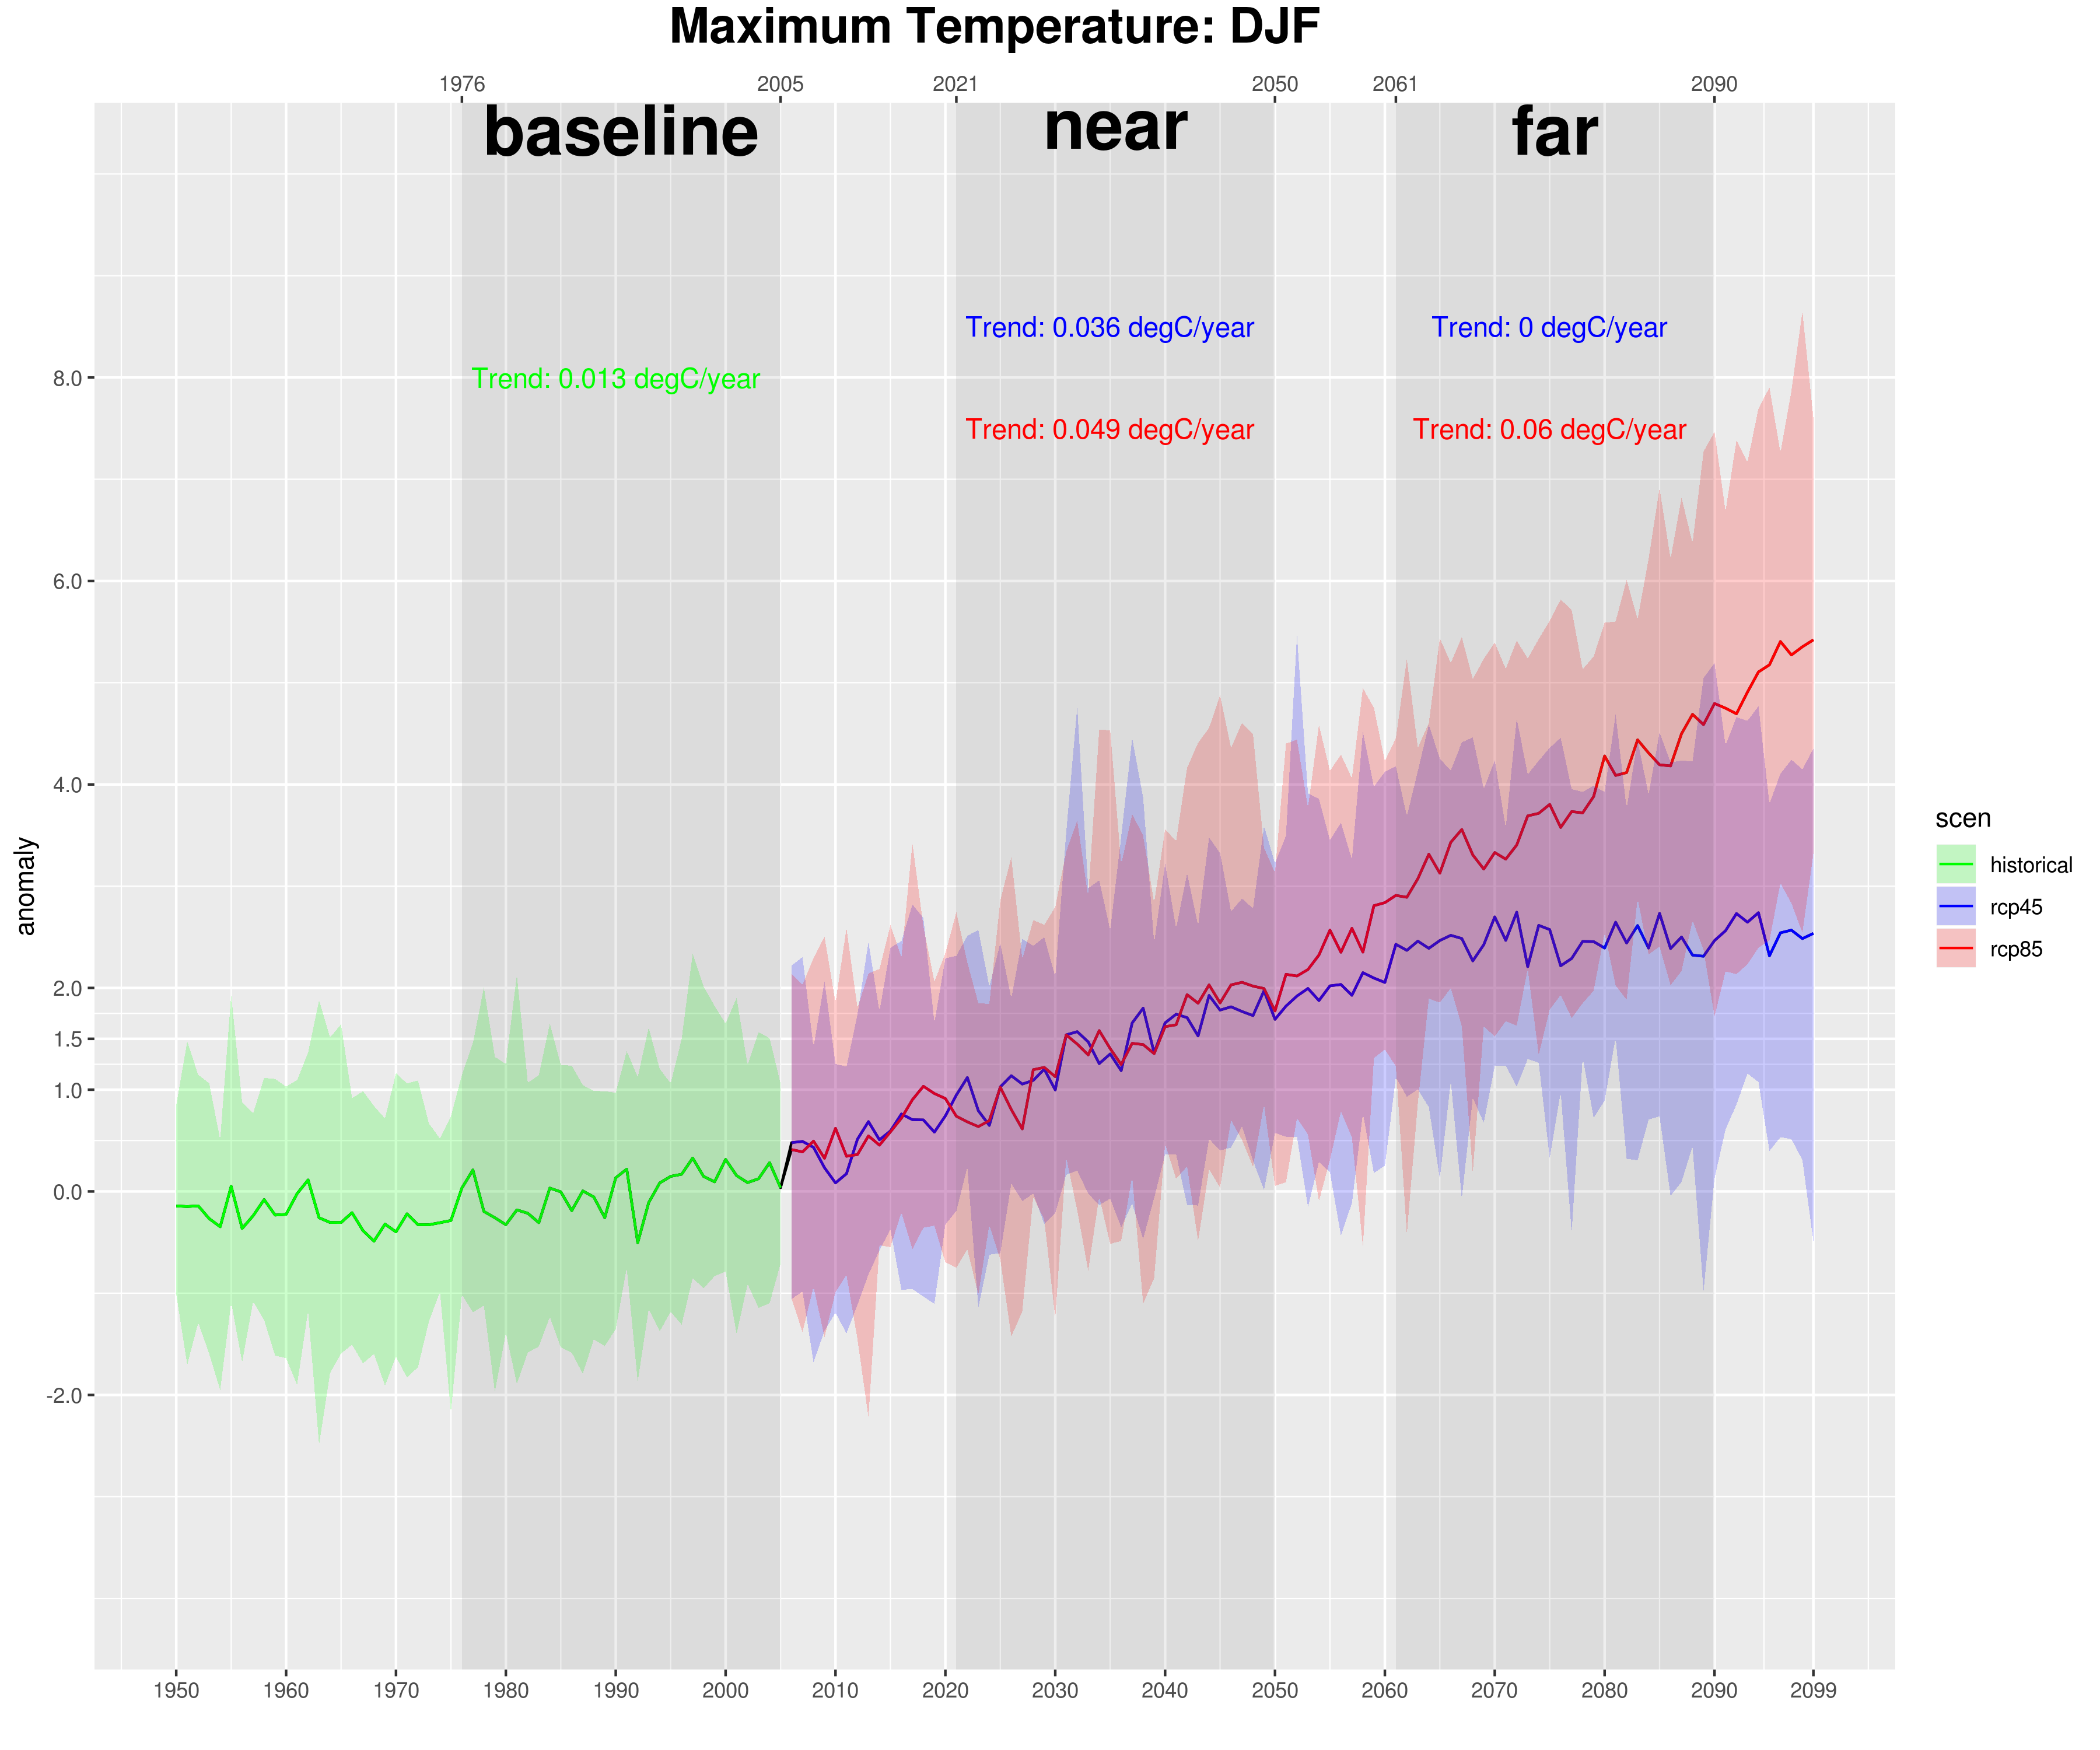 Maximum Temperature: DJF
1976 2005 2021 2050 2061 2090
baseline near far
Trend: 0.036 degC/year Trend: 0 degC/year
Trend: 0.013 degC/year
Trend: 0.049 degC/year Trend: 0.06 degC/year
8.0
6.0
4.0
2.0
1.5
1.0
0.0
-2.0
anomaly
scen
historical
rcp45
rcp85
1950 1960 1970 1980 1990 2000 2010 2020 2030 2040 2050 2060 2070 2080 2090 2099